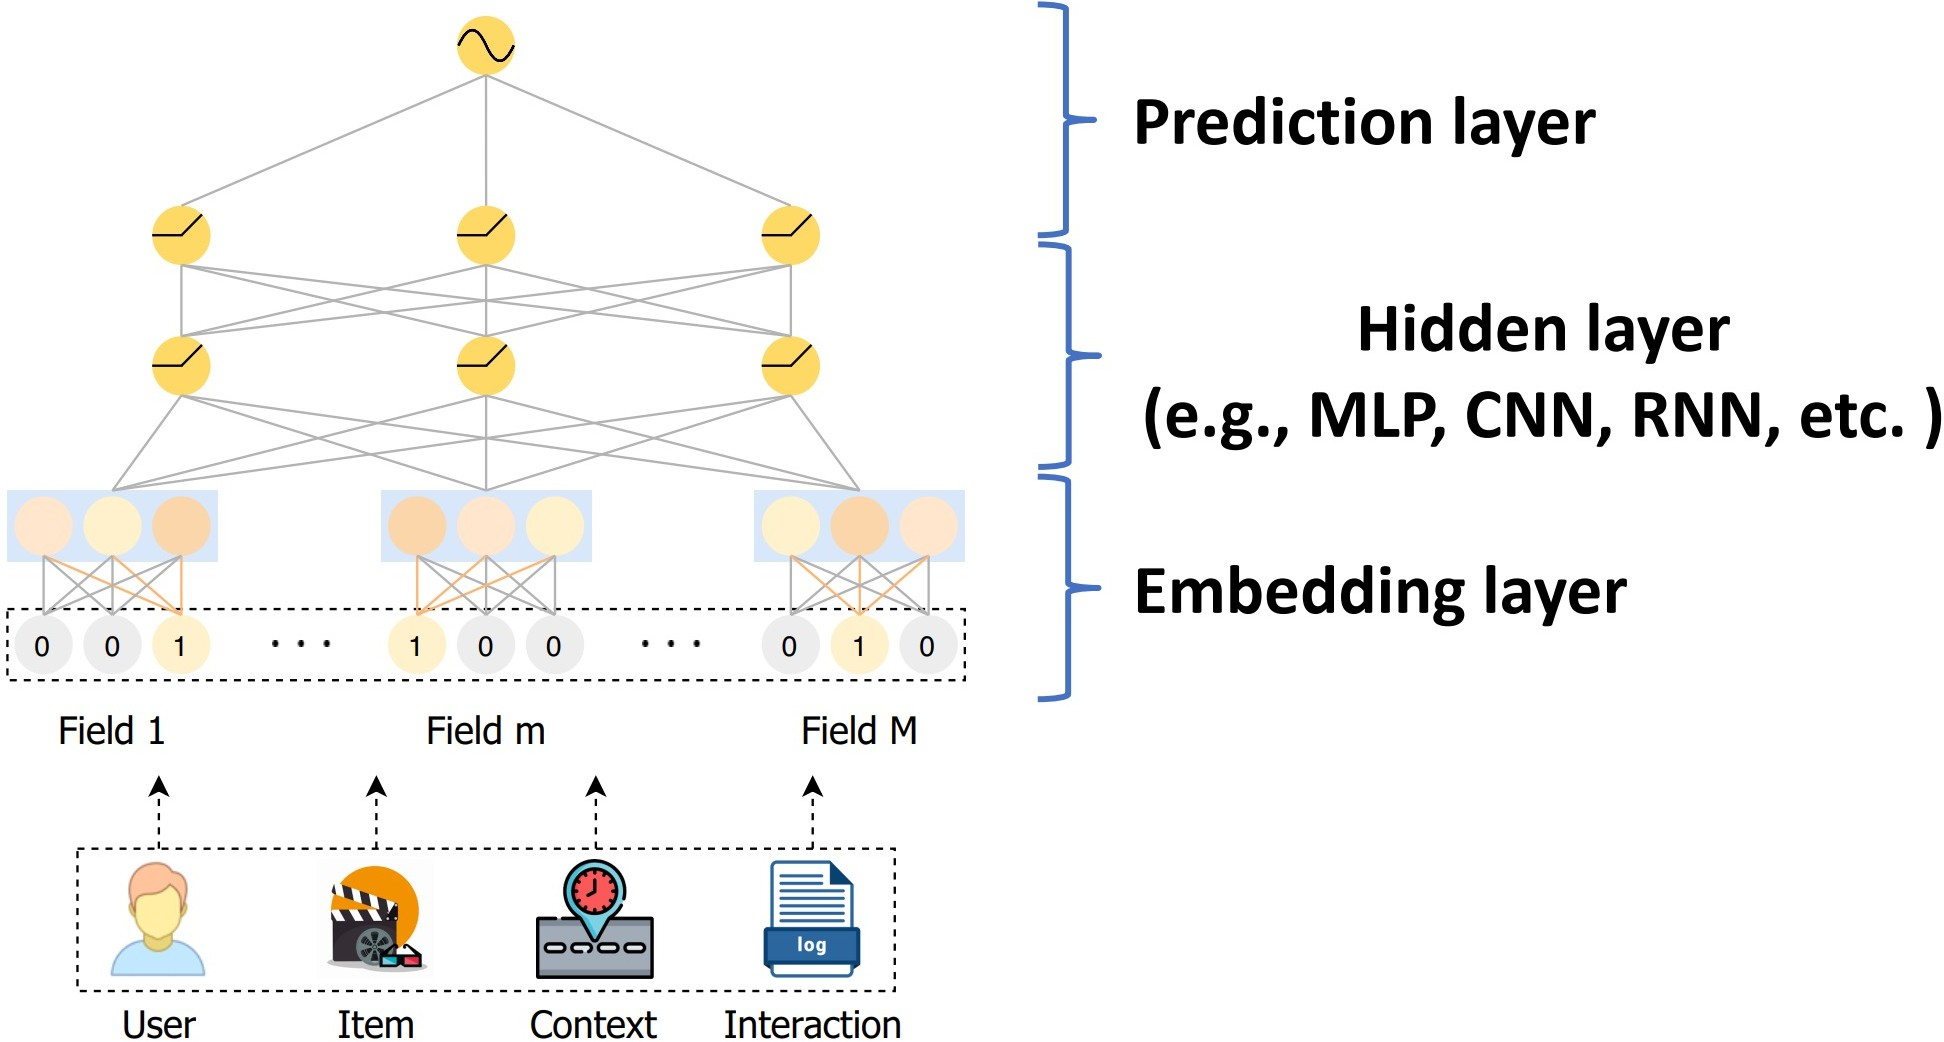 Prediction layer
Hidden layer
(e.g., MLP, CNN, RNN, etc. )
Embedding layer
0 0 1 · · · 1 0 0 · · · 0 1 0
Field 1 Field m Field M
log
User Item Context Interaction